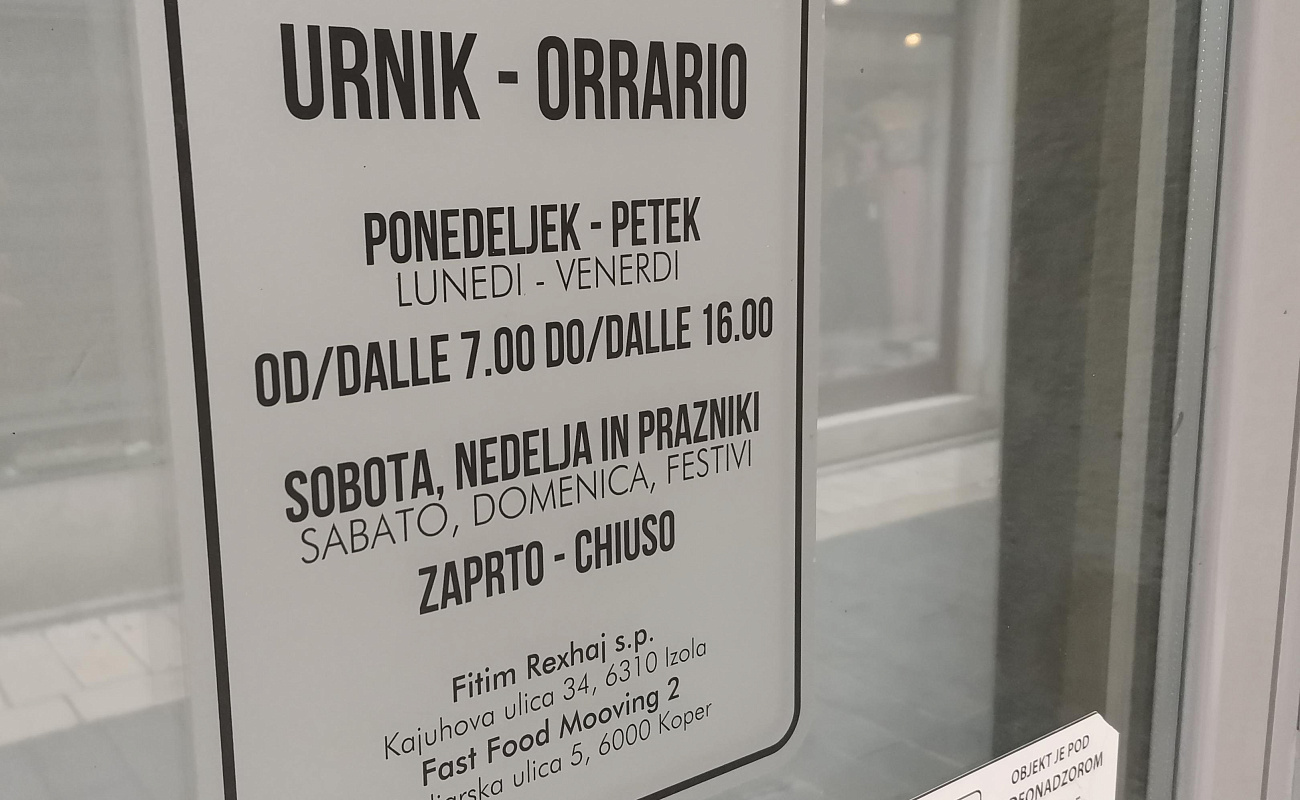 URNIK - ORRARIO
PONEDELJEK - PETEK
LUNEDI - VENERDI
OD/DALLE 7.00 DO/DALLE 16.00
SOBOTA, NEDELJA IN PRAZNIKI
SABATO, DOMENICA, FESTIVI
ZAPRTO - CHIUSO
Fitim Rexhaj s.p.
Kajuhova ulica 34, 6310 Izola
Fast Food Mooving 2
ulica 5, 6000 Koper
OBJEKT JE POD